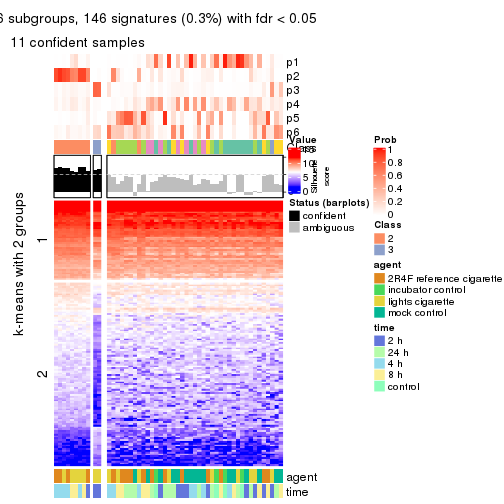 6 subgroups, 146 signatures (0.3%) with fdr < 0.05
11 confident samples
p1
p2
p3
p4
p5
p6
Class
Silhouette
score
k-means with 2 groups
1
2
agent
time
Value
10
5
0
Status (barplots)
confident
ambiguous
Prob
1
0.8
0.6
0.4
0.2
0
Class
2
3
agent
2R4F reference cigarette
incubator control
lights cigarette
mock control
time
2 h
24 h
4 h
8 h
control